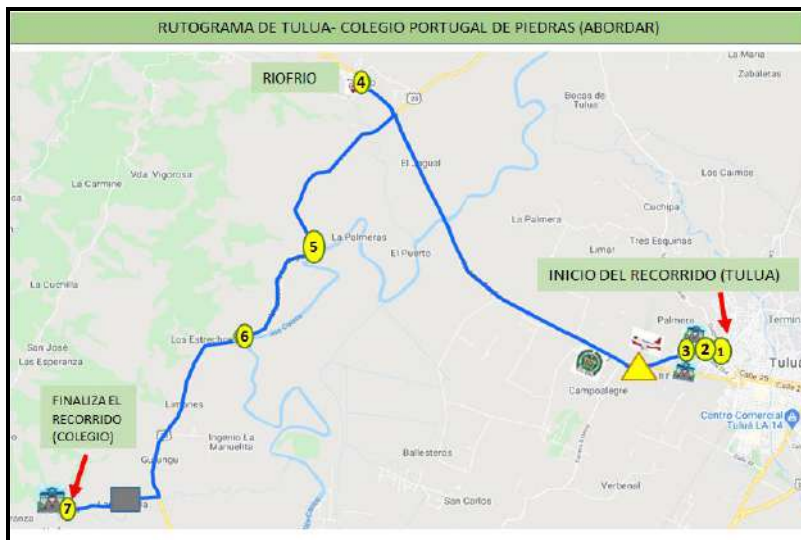 RUTOGRAMA DE TULUA- COLEGIO PORTUGAL DE PIEDRAS (ABORDAR)
La Maria
Zabaletas
RIOFRIO
4
Bocas de
Tulua
El Jagual
Vda. Vigorosa
La Carmine
Los Caimos
Cuchipa
La Palmera
5
La Palmeras
Tres Esquinas
El Puerto
Limar
INICIO DEL RECORRIDO (TULUA)
La Cuchilla
Palmera
Termin
6
Los Estrechos
San José
3
2
1
Las Esperanza
Tulua
Calle 25
Campoalegre
FINALIZA EL
RECORRIDO
(COLEGIO)
Limones
Centro Comercial
Tuluá LA 14
Ingenio La
Manuelita
Ballesteros
Verbenal
San Carlos
7